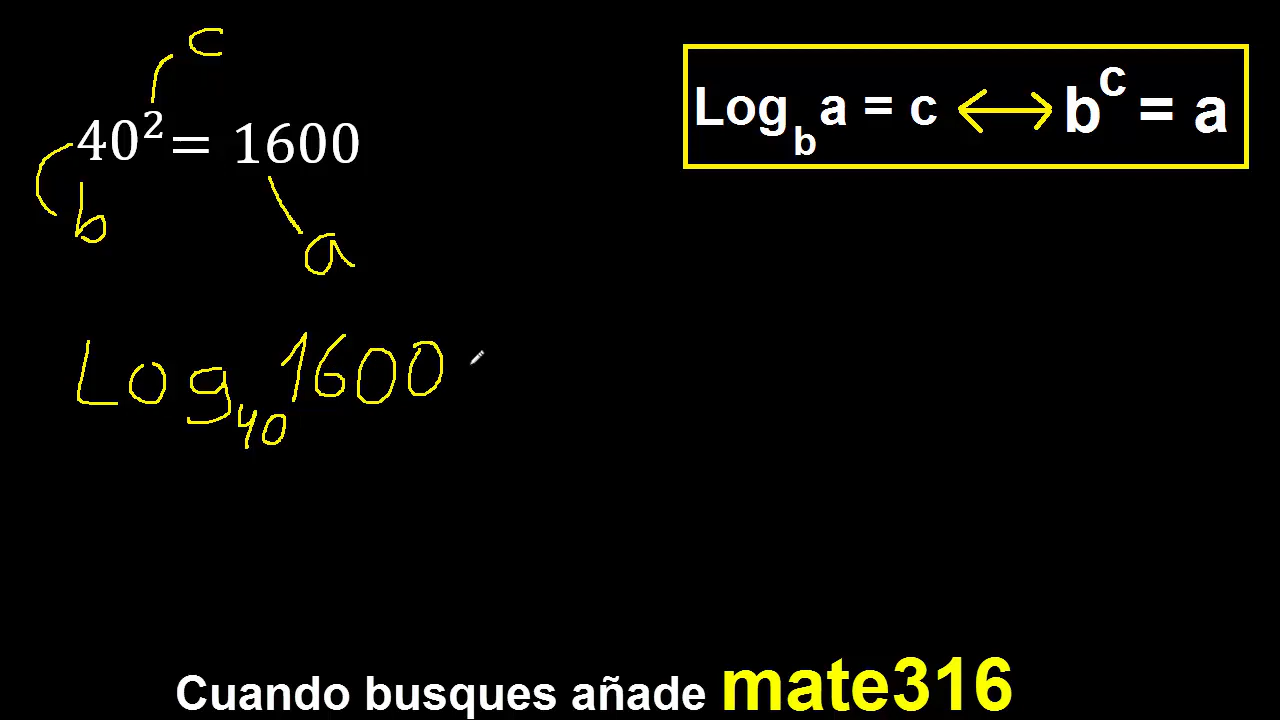 c
40² = 1600
b
a
Log₄₀ 1600
Log_b a = c ⟷ b^c = a
Cuando busques añade mate316